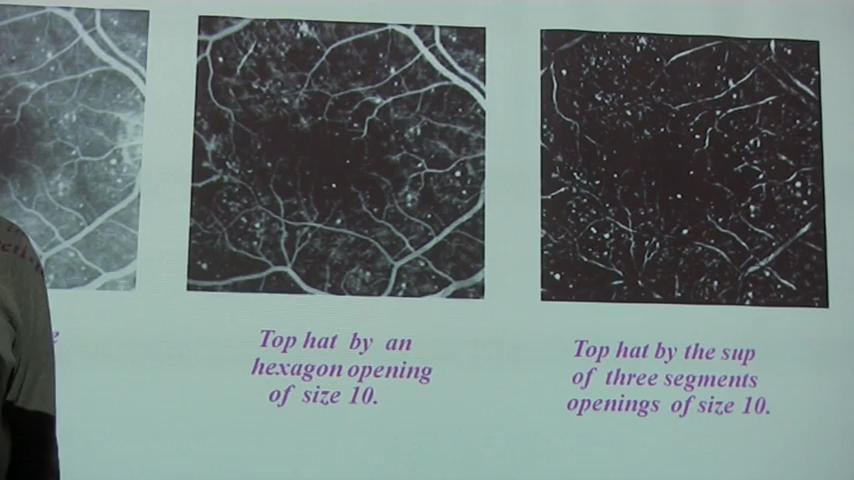 Top hat by an
hexagon opening
of size 10.
Top hat by the sup
of three segments
openings of size 10.